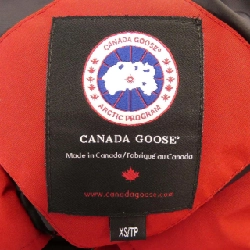 CANADA GOOSE
ARCTIC PROGRAM
CANADA GOOSE®
Made in Canada/Fabriqué au Canada
www.canadagoose.com
XS/TP